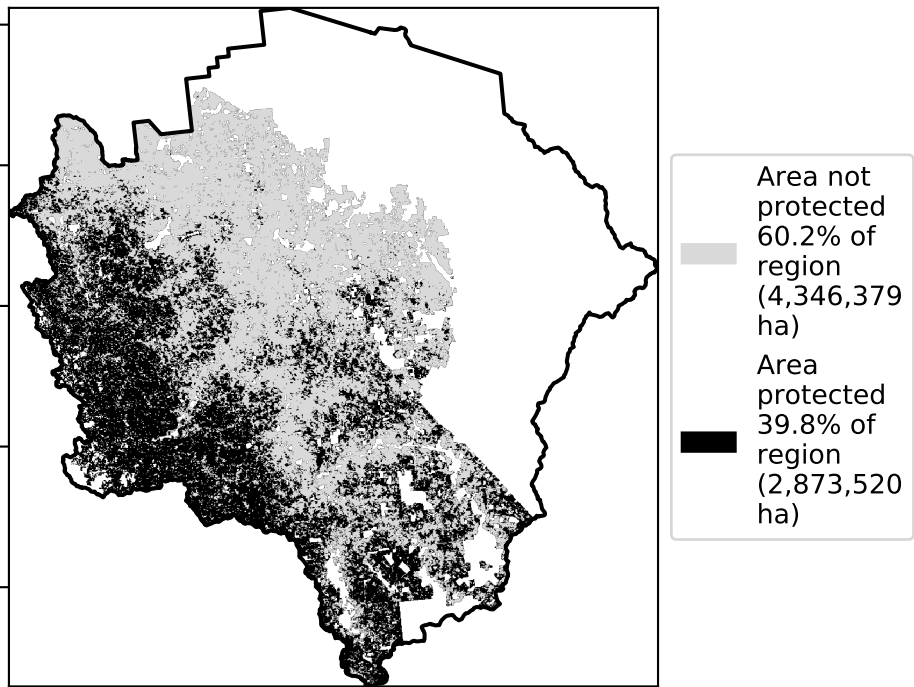 Area not
protected
60.2% of
region
(4,346,379
ha)
Area
protected
39.8% of
region
(2,873,520
ha)